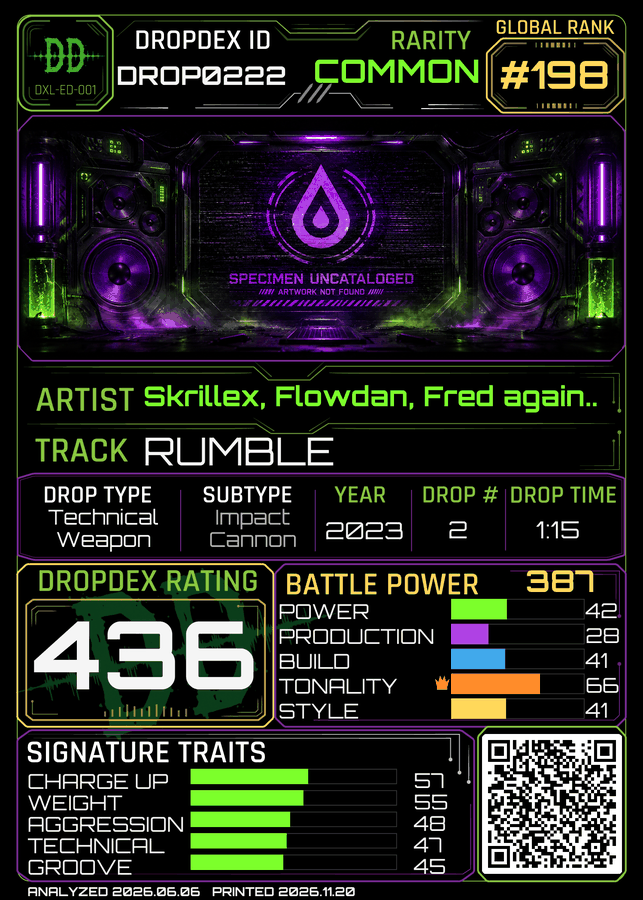 DD
DXL-ED-001
DROPDEX ID
DROP0222
RARITY
COMMON
GLOBAL RANK
#198
SPECIMEN UNCATALOGED
ARTWORK NOT FOUND
ARTIST Skrillex, Flowdan, Fred again..
TRACK RUMBLE
DROP TYPE
Technical
Weapon
SUBTYPE
Impact
Cannon
YEAR
2023
DROP #
2
DROP TIME
1:15
DROPDEX RATING
436
BATTLE POWER 387
POWER 42
PRODUCTION 28
BUILD 41
TONALITY 66
STYLE 41
SIGNATURE TRAITS
CHARGE UP 57
WEIGHT 55
AGGRESSION 48
TECHNICAL 47
GROOVE 45
ANALYZED 2026.06.06 PRINTED 2026.11.20